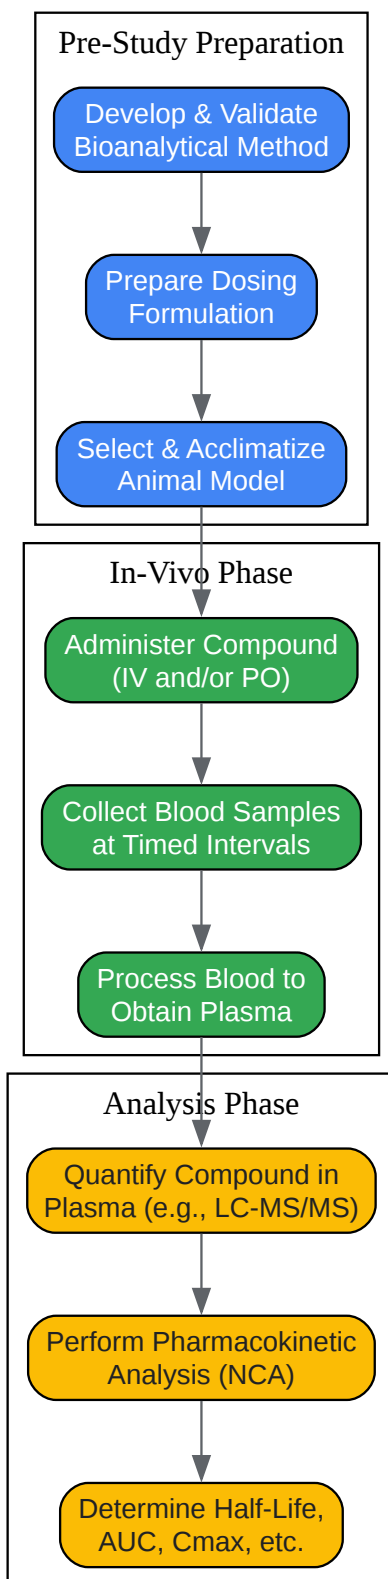 Pre-Study Preparation
Develop & Validate
Bioanalytical Method
Prepare Dosing
Formulation
Select & Acclimatize
Animal Model
In-Vivo Phase
Administer Compound
(IV and/or PO)
Collect Blood Samples
at Timed Intervals
Process Blood to
Obtain Plasma
Analysis Phase
Quantify Compound in
Plasma (e.g., LC-MS/MS)
Perform Pharmacokinetic
Analysis (NCA)
Determine Half-Life,
AUC, Cmax, etc.